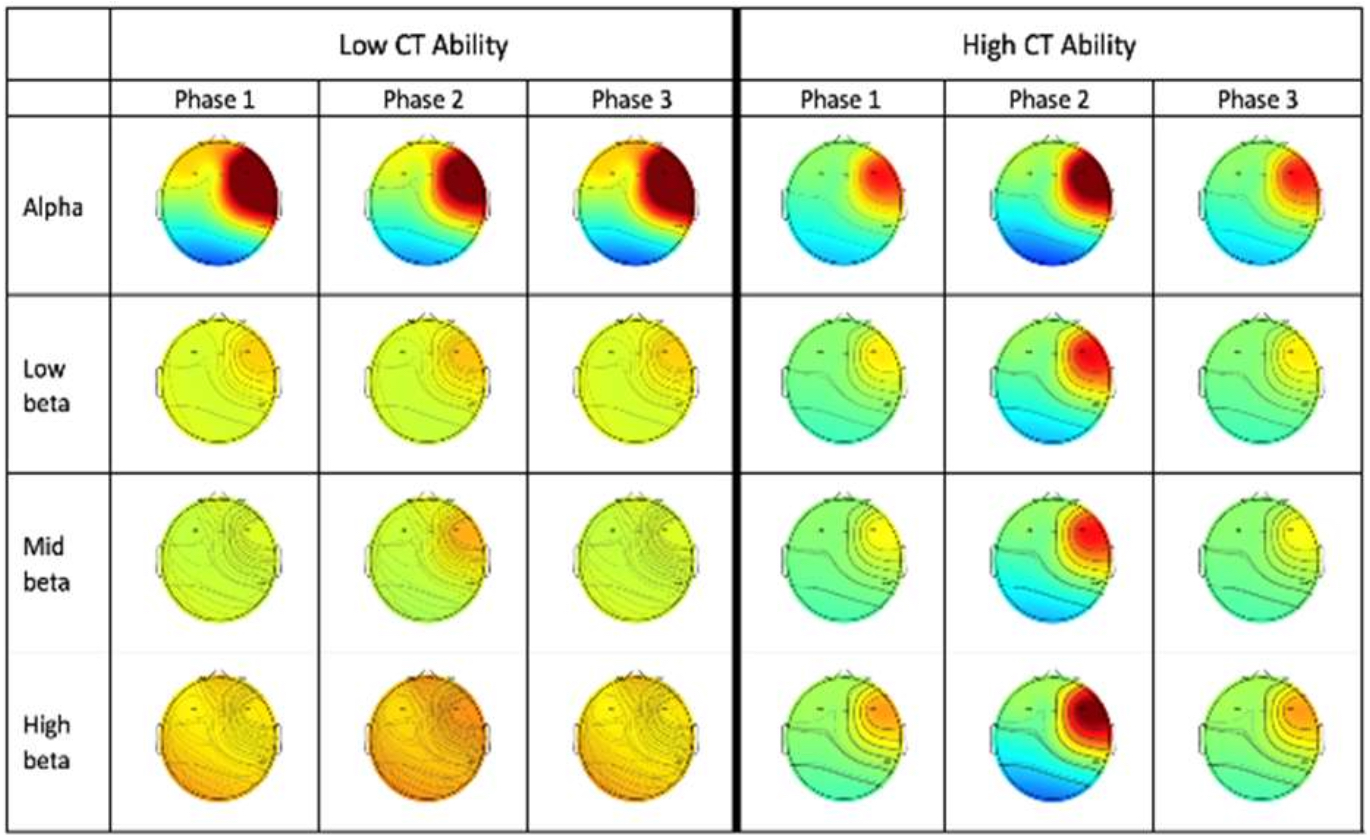 Low CT Ability High CT Ability
Phase 1 Phase 2 Phase 3 Phase 1 Phase 2 Phase 3
Alpha
Low
beta
Mid
beta
High
beta